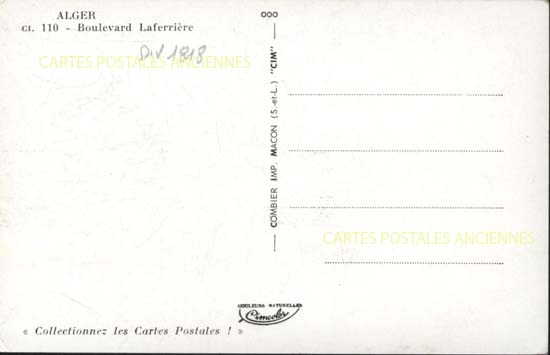 ALGER
CI. 110 - Boulevard Laferrière
DIV 1818
CARTES POSTALES ANCIENNES
COMBIER IMP. MACON (S.-et-L.) "CIM"
CARTES POSTALES ANCIENNES
COULEURS NATURELLES
Cimcolor
« Collectionnez les Cartes Postales ! »